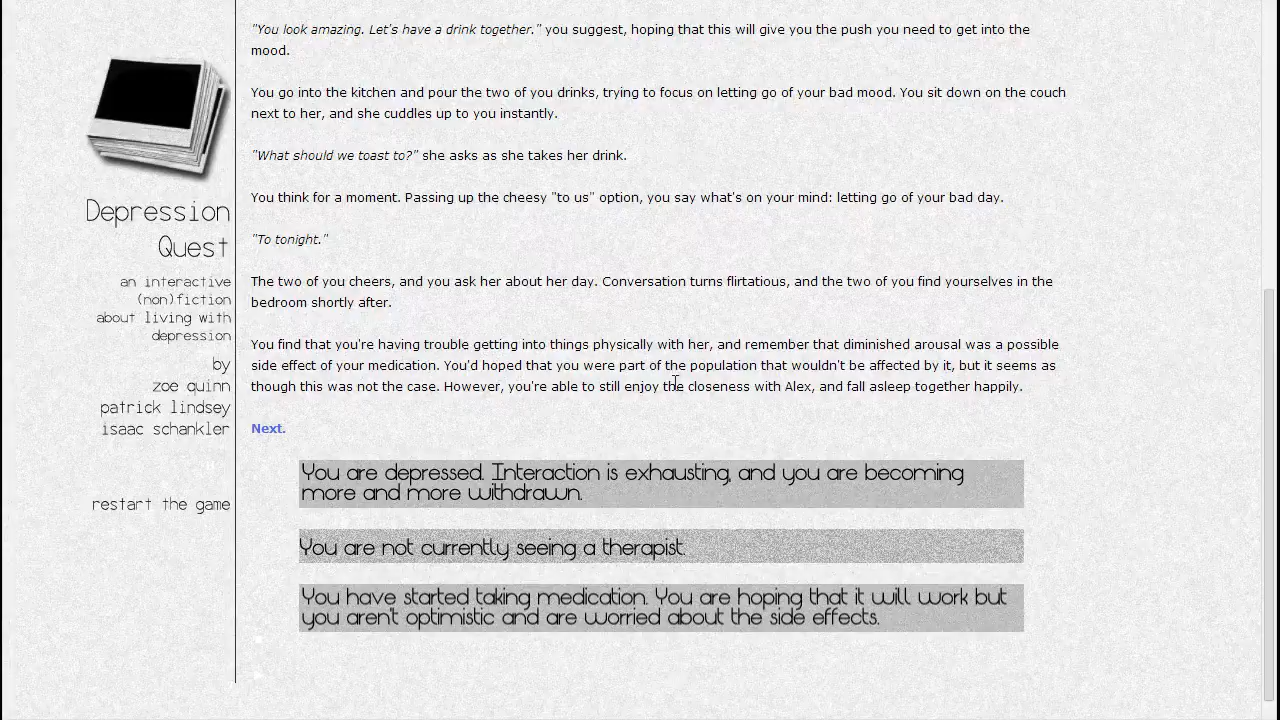 "You look amazing. Let's have a drink together." you suggest, hoping that this will give you the push you need to get into the
mood.
You go into the kitchen and pour the two of you drinks, trying to focus on letting go of your bad mood. You sit down on the couch
next to her, and she cuddles up to you instantly.
"What should we toast to?" she asks as she takes her drink.
You think for a moment. Passing up the cheesy "to us" option, you say what's on your mind: letting go of your bad day.
"To tonight."
The two of you cheers, and you ask her about her day. Conversation turns flirtatious, and the two of you find yourselves in the
bedroom shortly after.
You find that you're having trouble getting into things physically with her, and remember that diminished arousal was a possible
side effect of your medication. You'd hoped that you were part of the population that wouldn't be affected by it, but it seems as
though this was not the case. However, you're able to still enjoy the closeness with Alex, and fall asleep together happily.
Next.
You are depressed. Interaction is exhausting, and you are becoming
more and more withdrawn.
You are not currently seeing a therapist.
You have started taking medication. You are hoping that it will work but
you aren't optimistic and are worried about the side effects.
Depression
Quest
an interactive
(non)fiction
about living with
depression
by
zoe quinn
patrick lindsey
isaac schankler
restart the game